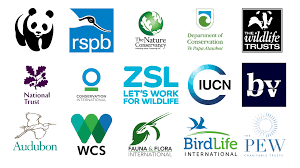 rspb
The Nature
Conservancy
Department of
Conservation
Te Papa Atawhai
THE
wildlife
TRUSTS
National
Trust
CONSERVATION
INTERNATIONAL
ZSL
LET'S WORK
FOR WILDLIFE
IUCN
bv
Audubon
WCS
FAUNA & FLORA
INTERNATIONAL
BirdLife
INTERNATIONAL
THE
PEW
CHARITABLE TRUSTS